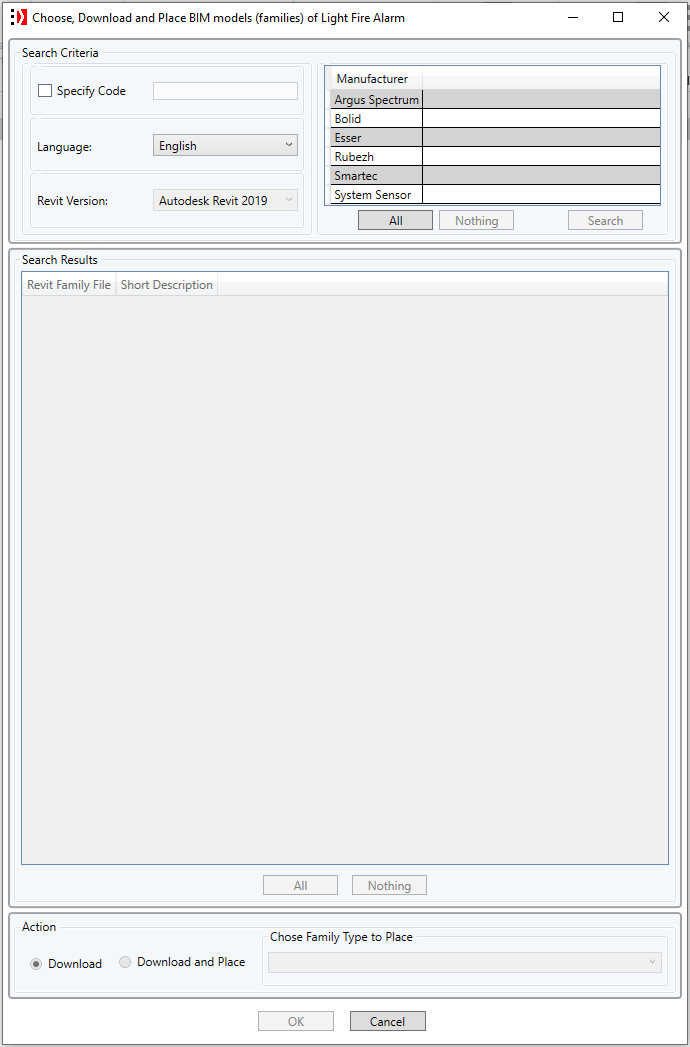 Choose, Download and Place BIM models (families) of Light Fire Alarm
Search Criteria
Specify Code
Language:
English
Revit Version:
Autodesk Revit 2019
Manufacturer
Argus Spectrum
Bolid
Esser
Rubezh
Smartec
System Sensor
All
Nothing
Search
Search Results
Revit Family File
Short Description
All
Nothing
Action
Download
Download and Place
Chose Family Type to Place
OK
Cancel